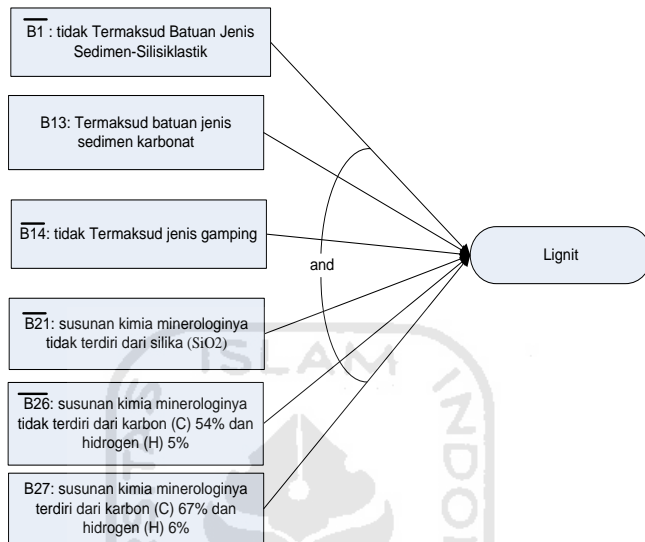 B1 : tidak Termaksud Batuan Jenis
Sedimen-Silisiklastik
B13: Termaksud batuan jenis
sedimen karbonat
B14: tidak Termaksud jenis gamping
and
Lignit
B21: susunan kimia minerologinya
tidak terdiri dari silika (SiO2)
B26: susunan kimia minerologinya
tidak terdiri dari karbon (C) 54% dan
hidrogen (H) 5%
B27: susunan kimia minerologinya
terdiri dari karbon (C) 67% dan
hidrogen (H) 6%
ISLAM